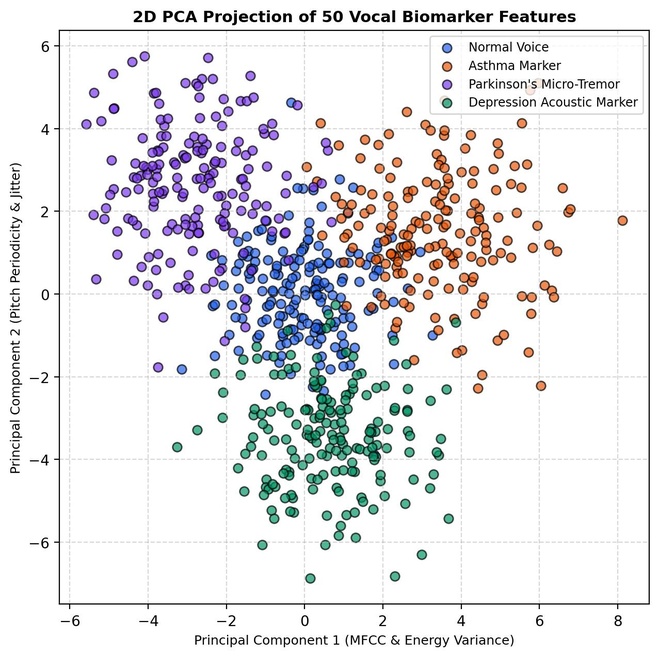 2D PCA Projection of 50 Vocal Biomarker Features
Normal Voice
Asthma Marker
Parkinson's Micro-Tremor
Depression Acoustic Marker
Principal Component 2 (Pitch Periodicity & Jitter)
6
4
2
0
−2
−4
−6
−6
−4
−2
0
2
4
6
8
Principal Component 1 (MFCC & Energy Variance)